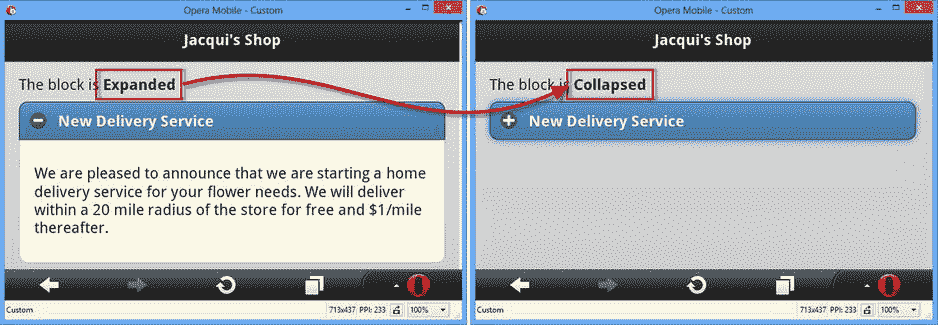 Opera Mobile - Custom
Jacqui's Shop
The block is Expanded
New Delivery Service
We are pleased to announce that we are starting a home
delivery service for your flower needs. We will deliver
within a 20 mile radius of the store for free and $1/mile
thereafter.
Custom
713x437 PPI: 233
100%
Opera Mobile - Custom
Jacqui's Shop
The block is Collapsed
New Delivery Service
Custom
713x437 PPI: 233
100%